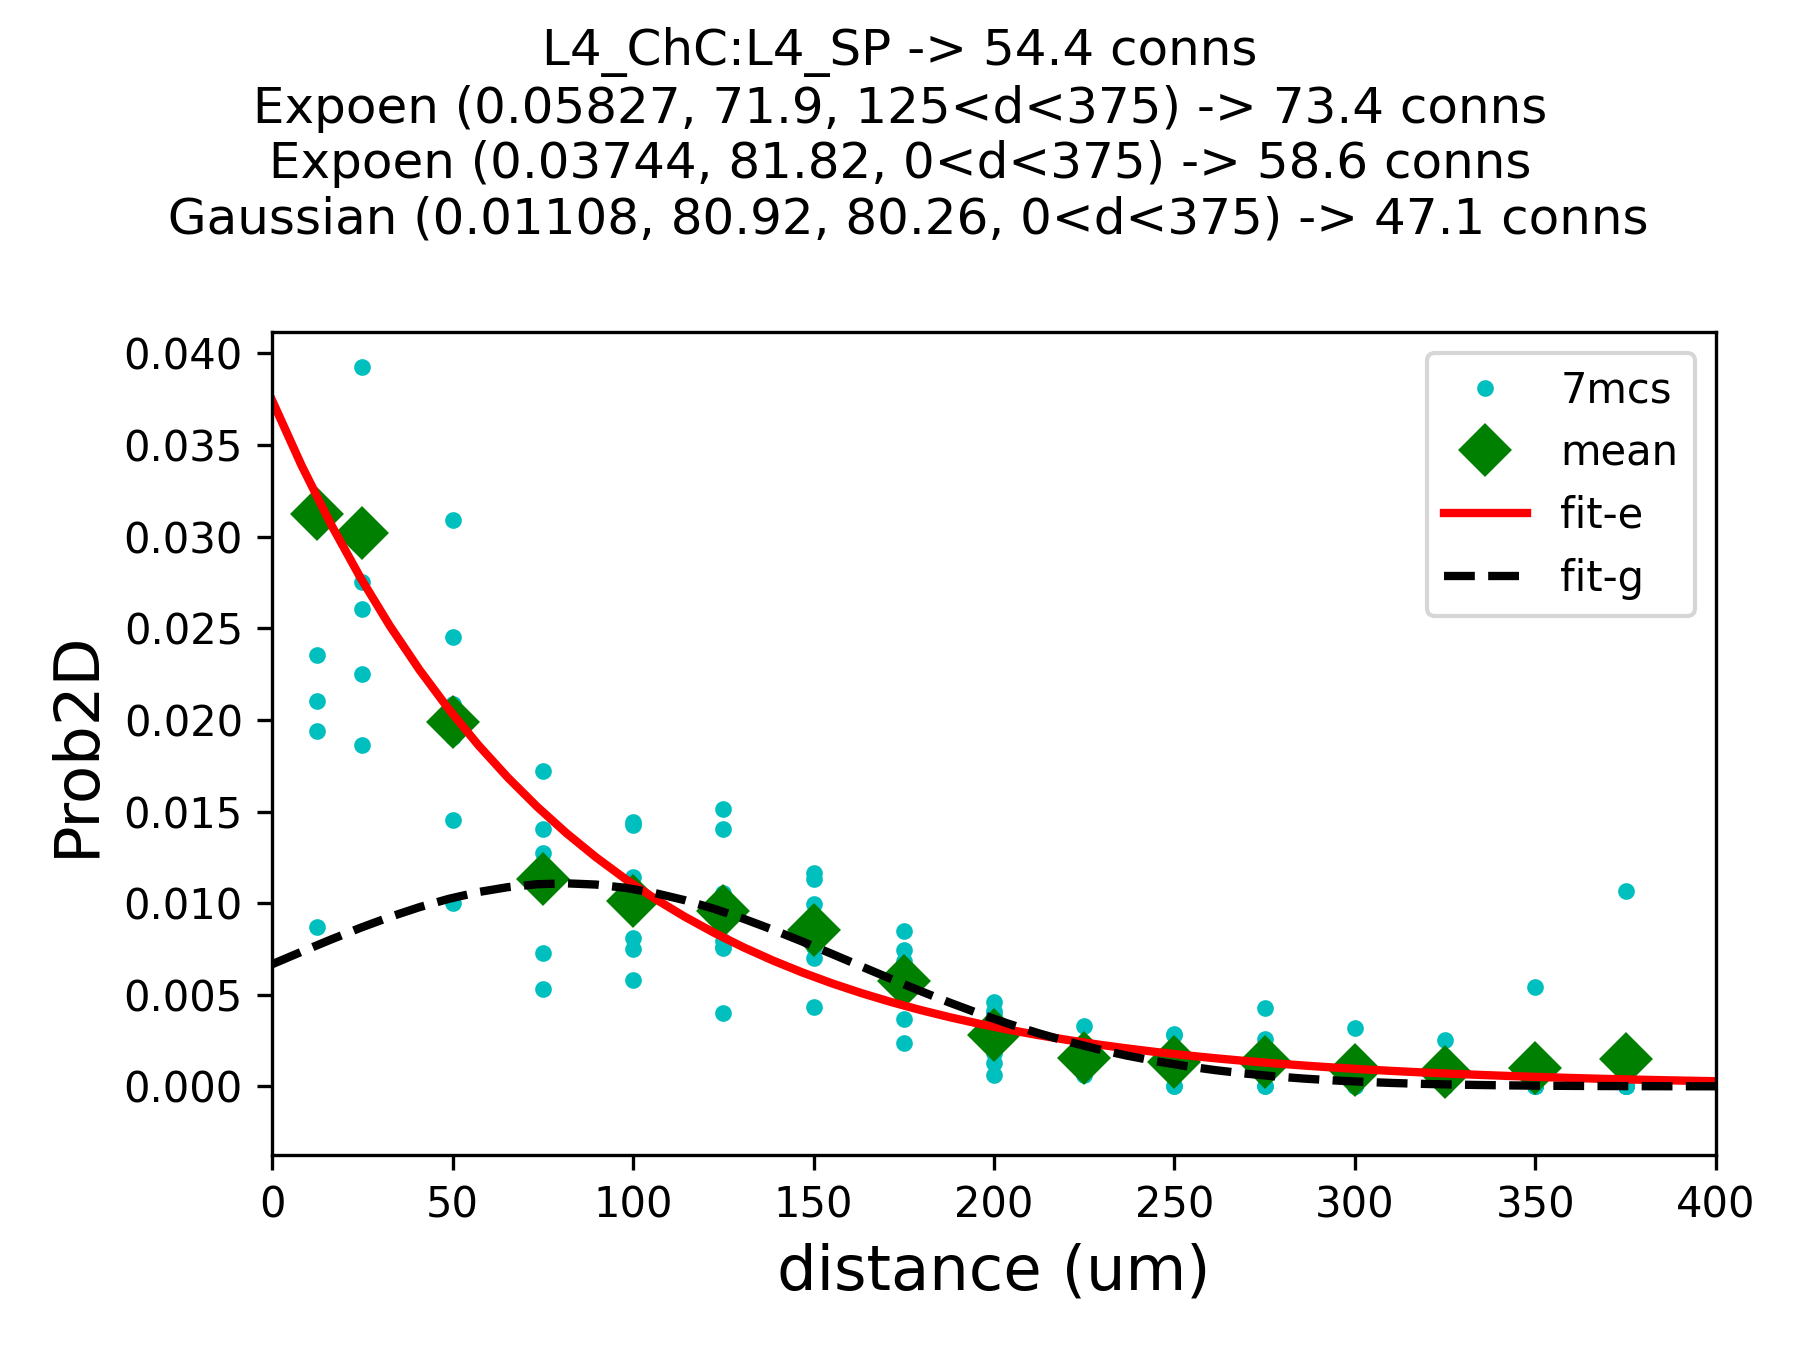 L4_ChC:L4_SP -> 54.4 conns
Expoen (0.05827, 71.9, 125<d<375) -> 73.4 conns
Expoen (0.03744, 81.82, 0<d<375) -> 58.6 conns
Gaussian (0.01108, 80.92, 80.26, 0<d<375) -> 47.1 conns
0.040
0.035
0.030
0.025
0.020
0.015
0.010
0.005
0.000
Prob2D
7mcs
mean
fit-e
fit-g
0 50 100 150 200 250 300 350 400
distance (um)